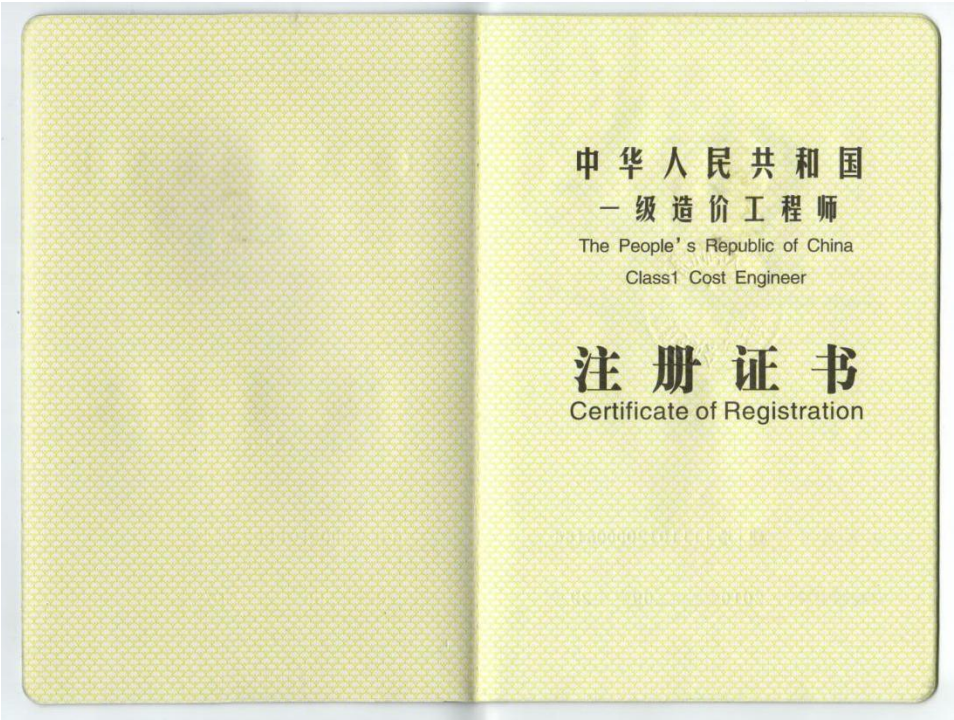 中华人民共和国
一级造价工程师
The People's Republic of China
Class1 Cost Engineer
注册证书
Certificate of Registration